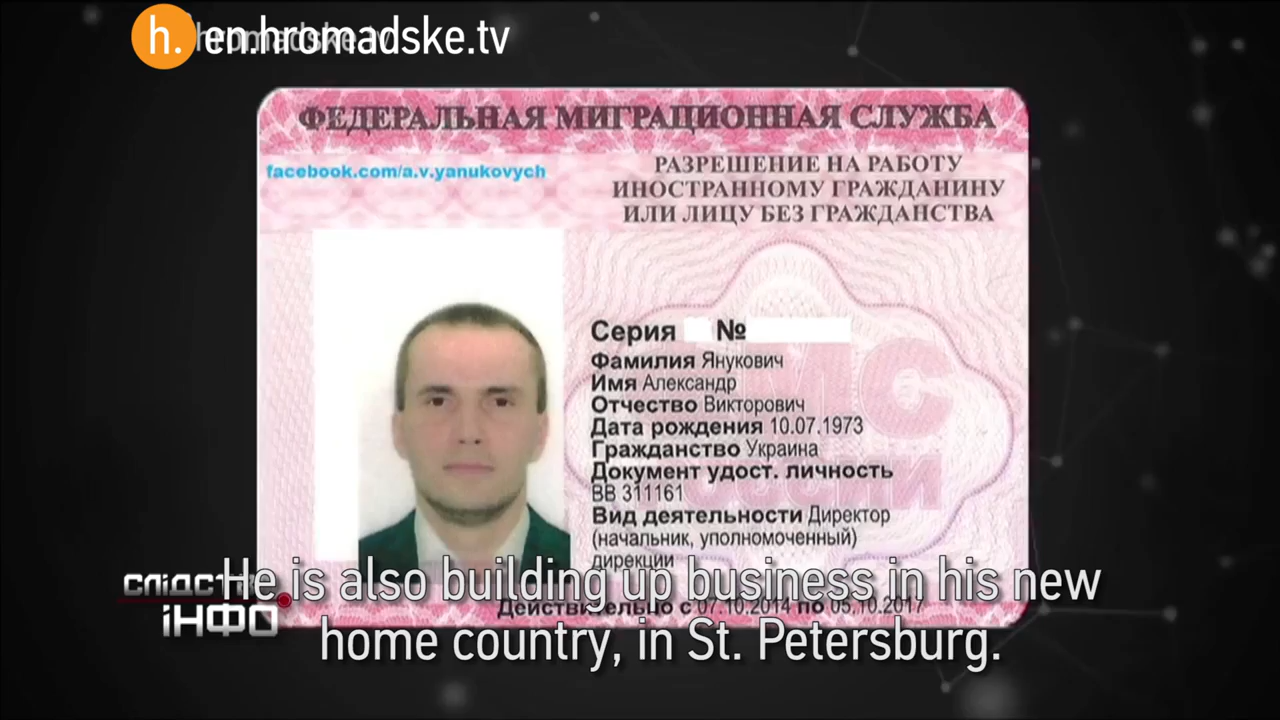 h. en.hromadske.tv
ФЕДЕРАЛЬНАЯ МИГРАЦИОННАЯ СЛУЖБА
facebook.com/a.v.yanukovych
РАЗРЕШЕНИЕ НА РАБОТУ
ИНОСТРАННОМУ ГРАЖДАНИНУ
ИЛИ ЛИЦУ БЕЗ ГРАЖДАНСТВА
Серия №
Фамилия Янукович
Имя Александр
Отчество Викторович
Дата рождения 10.07.1973
Гражданство Украина
Документ удост. личность
ВВ 311161
Вид деятельности Директор
(начальник, уполномоченный)
дирекции
Действительно с 07.10.2014 по 05.10.2017
He is also building up business in his new
home country, in St. Petersburg.
ІНФО